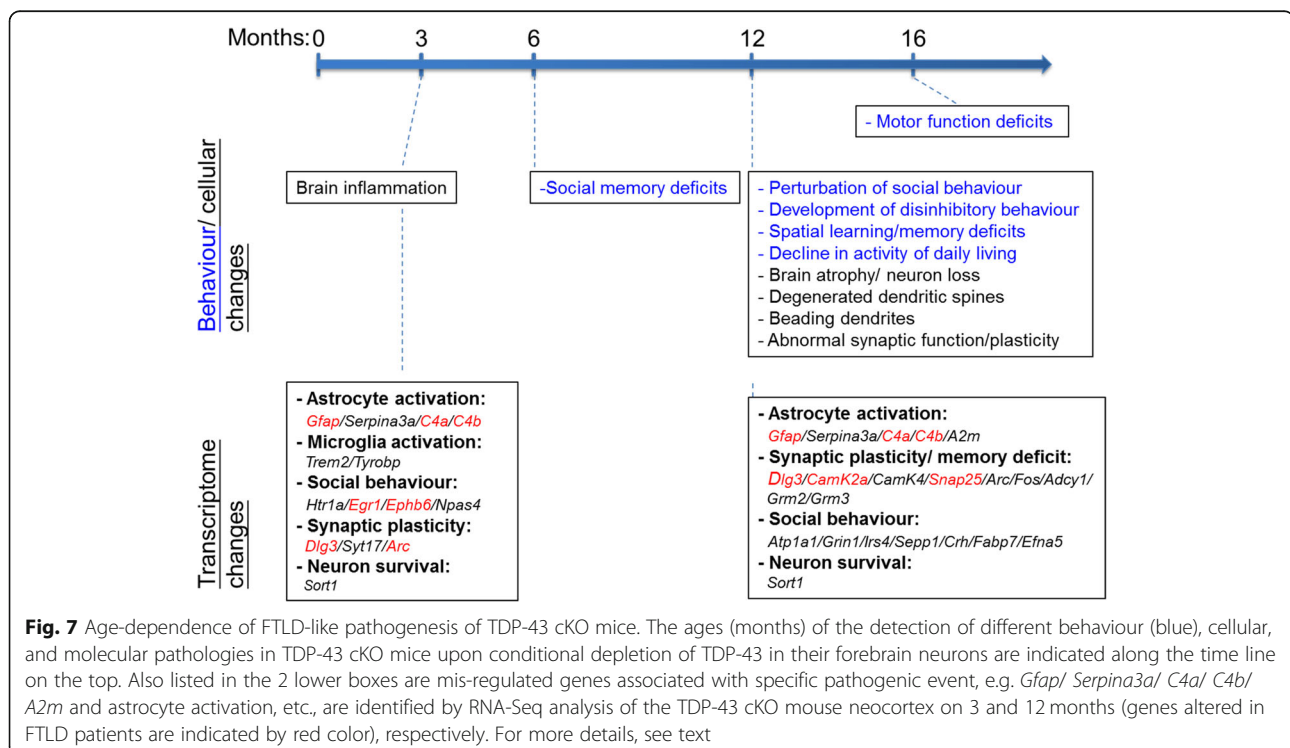 Months: 0 3 6 12 16
- Motor function deficits
Behaviour/ cellular
changes
Brain inflammation
-Social memory deficits
- Perturbation of social behaviour
- Development of disinhibitory behaviour
- Spatial learning/memory deficits
- Decline in activity of daily living
- Brain atrophy/ neuron loss
- Degenerated dendritic spines
- Beading dendrites
- Abnormal synaptic function/plasticity
Transcriptome
changes
- Astrocyte activation:
Gfap/Serpina3a/C4a/C4b
- Microglia activation:
Trem2/Tyrobp
- Social behaviour:
Htr1a/Egr1/Ephb6/Npas4
- Synaptic plasticity:
Dlg3/Syt17/Arc
- Neuron survival:
Sort1
- Astrocyte activation:
Gfap/Serpina3a/C4a/C4b/A2m
- Synaptic plasticity/ memory deficit:
Dlg3/CamK2a/CamK4/Snap25/Arc/Fos/Adcy1/
Grm2/Grm3
- Social behaviour:
Atp1a1/Grin1/Irs4/Sepp1/Crh/Fabp7/Efna5
- Neuron survival:
Sort1
Fig. 7 Age-dependence of FTLD-like pathogenesis of TDP-43 cKO mice. The ages (months) of the detection of different behaviour (blue), cellular,
and molecular pathologies in TDP-43 cKO mice upon conditional depletion of TDP-43 in their forebrain neurons are indicated along the time line
on the top. Also listed in the 2 lower boxes are mis-regulated genes associated with specific pathogenic event, e.g. Gfap/ Serpina3a/ C4a/ C4b/
A2m and astrocyte activation, etc., are identified by RNA-Seq analysis of the TDP-43 cKO mouse neocortex on 3 and 12 months (genes altered in
FTLD patients are indicated by red color), respectively. For more details, see text